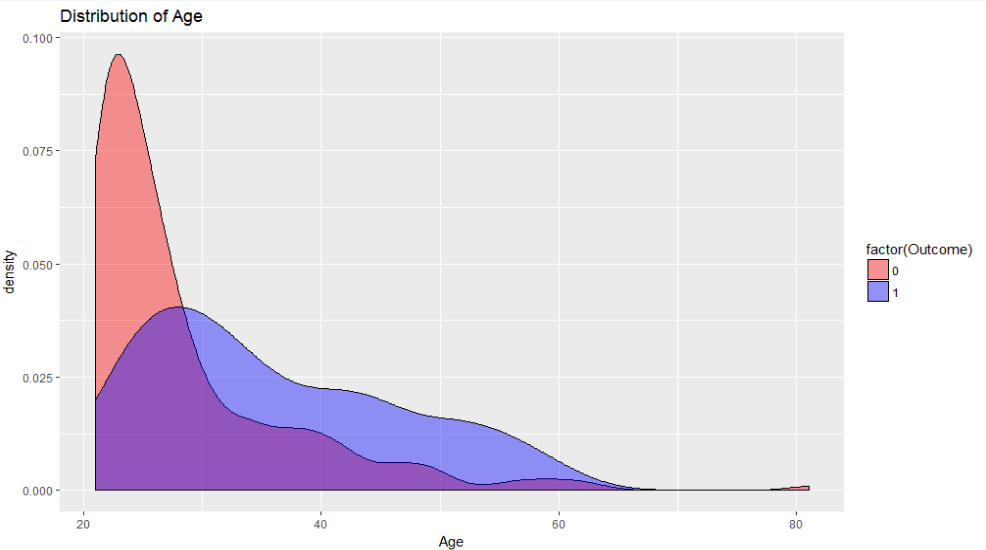 Distribution of Age
0.100
0.075
0.050
0.025
0.000
density
20 40 60 80
Age
factor(Outcome)
0
1